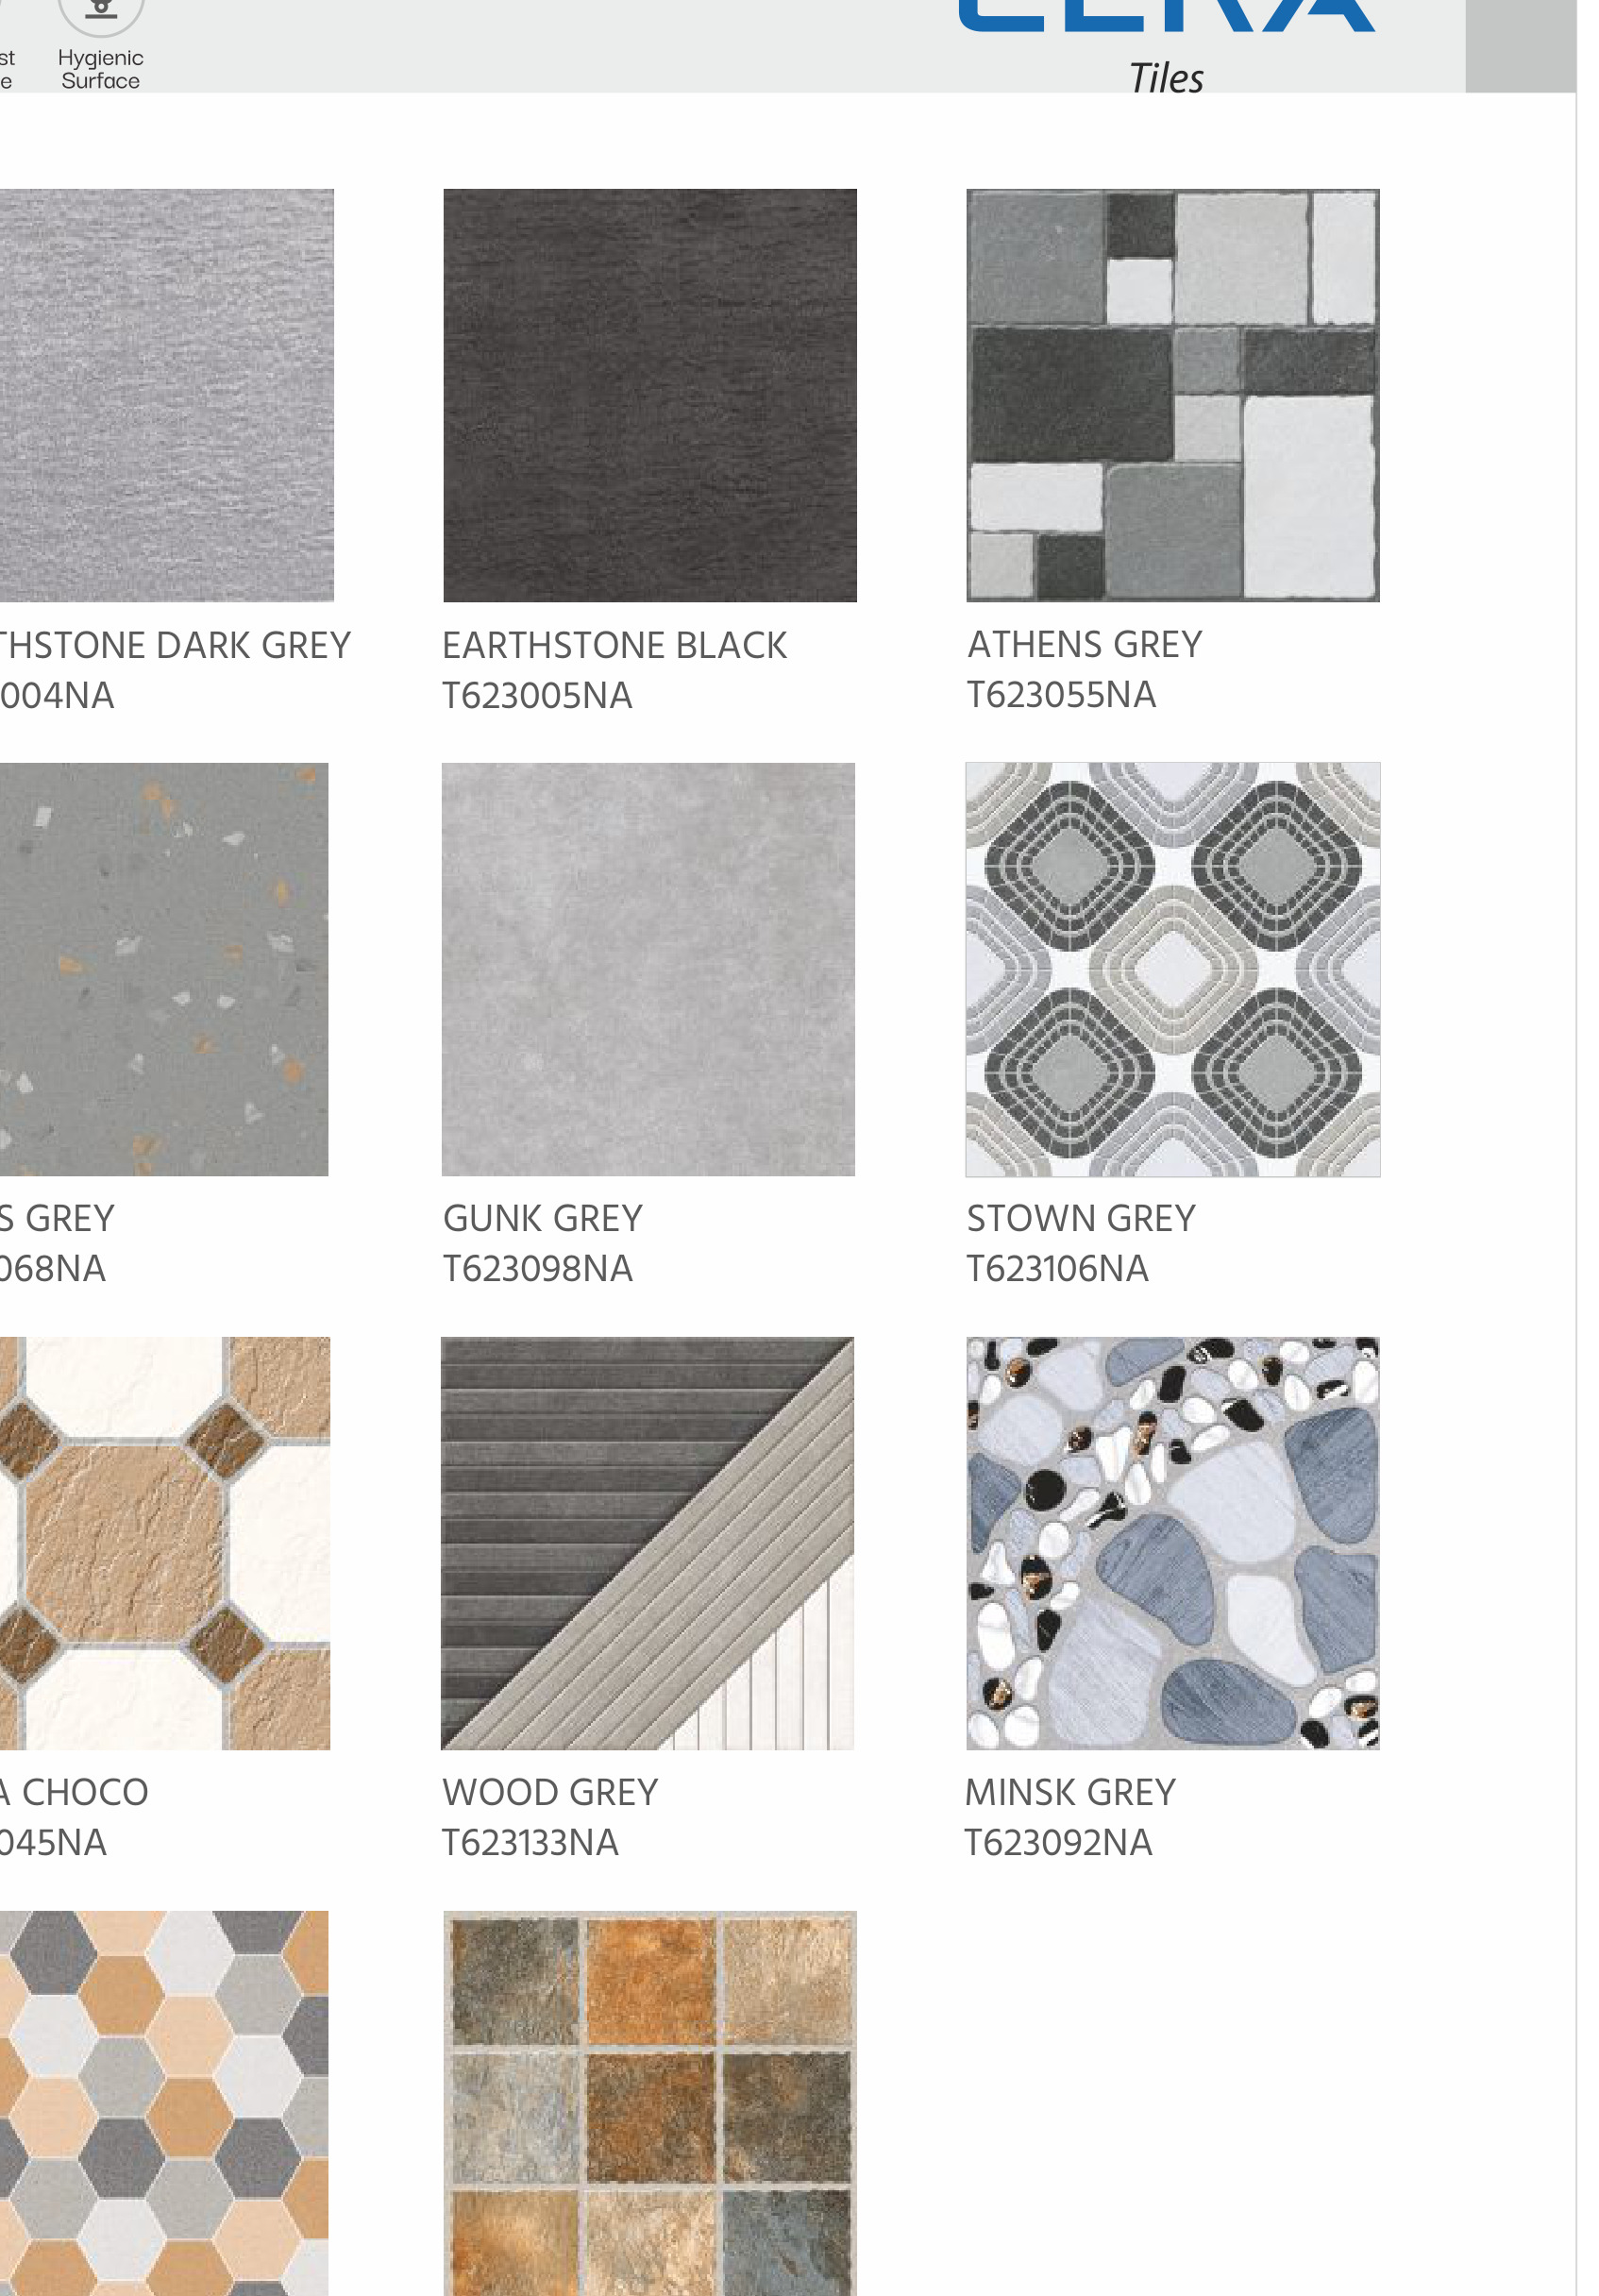 Hygienic
Surface
CERA
Tiles
THSTONE DARK GREY
004NA
EARTHSTONE BLACK
T623005NA
ATHENS GREY
T623055NA
S GREY
068NA
GUNK GREY
T623098NA
STOWN GREY
T623106NA
A CHOCO
045NA
WOOD GREY
T623133NA
MINSK GREY
T623092NA